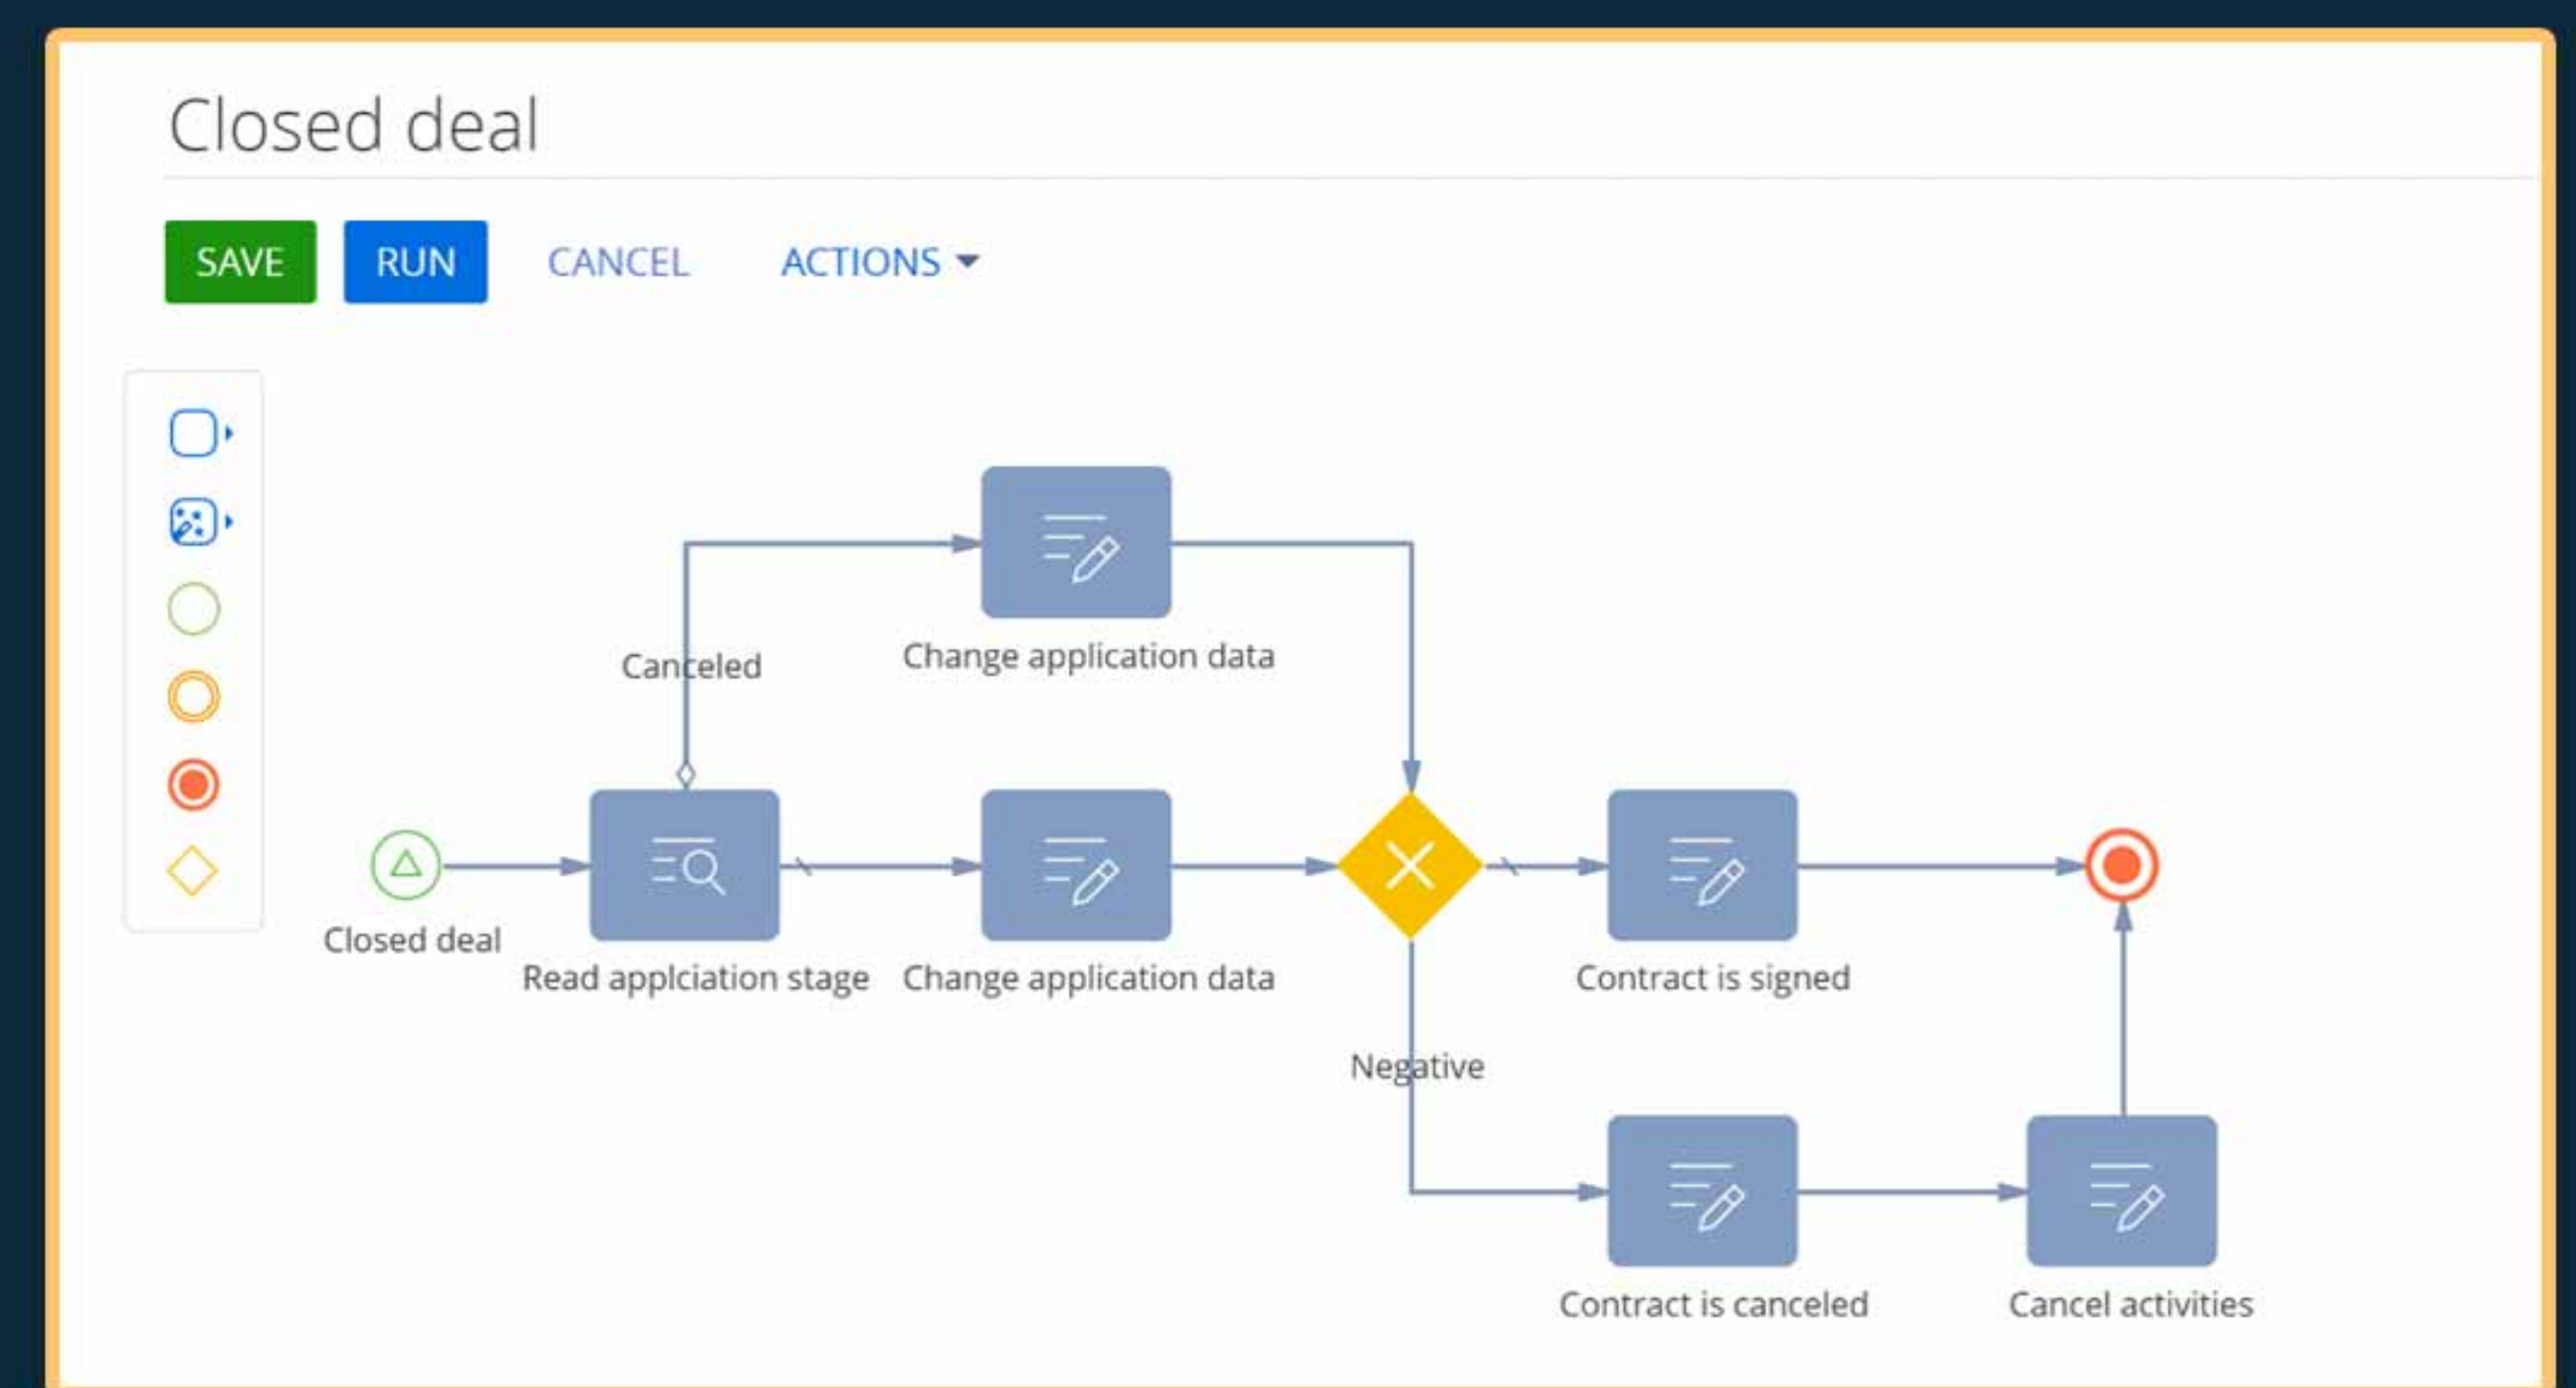 Closed deal
SAVE
RUN
CANCEL
ACTIONS
Canceled
Change application data
Closed deal
Read applciation stage
Change application data
Contract is signed
Negative
Contract is canceled
Cancel activities